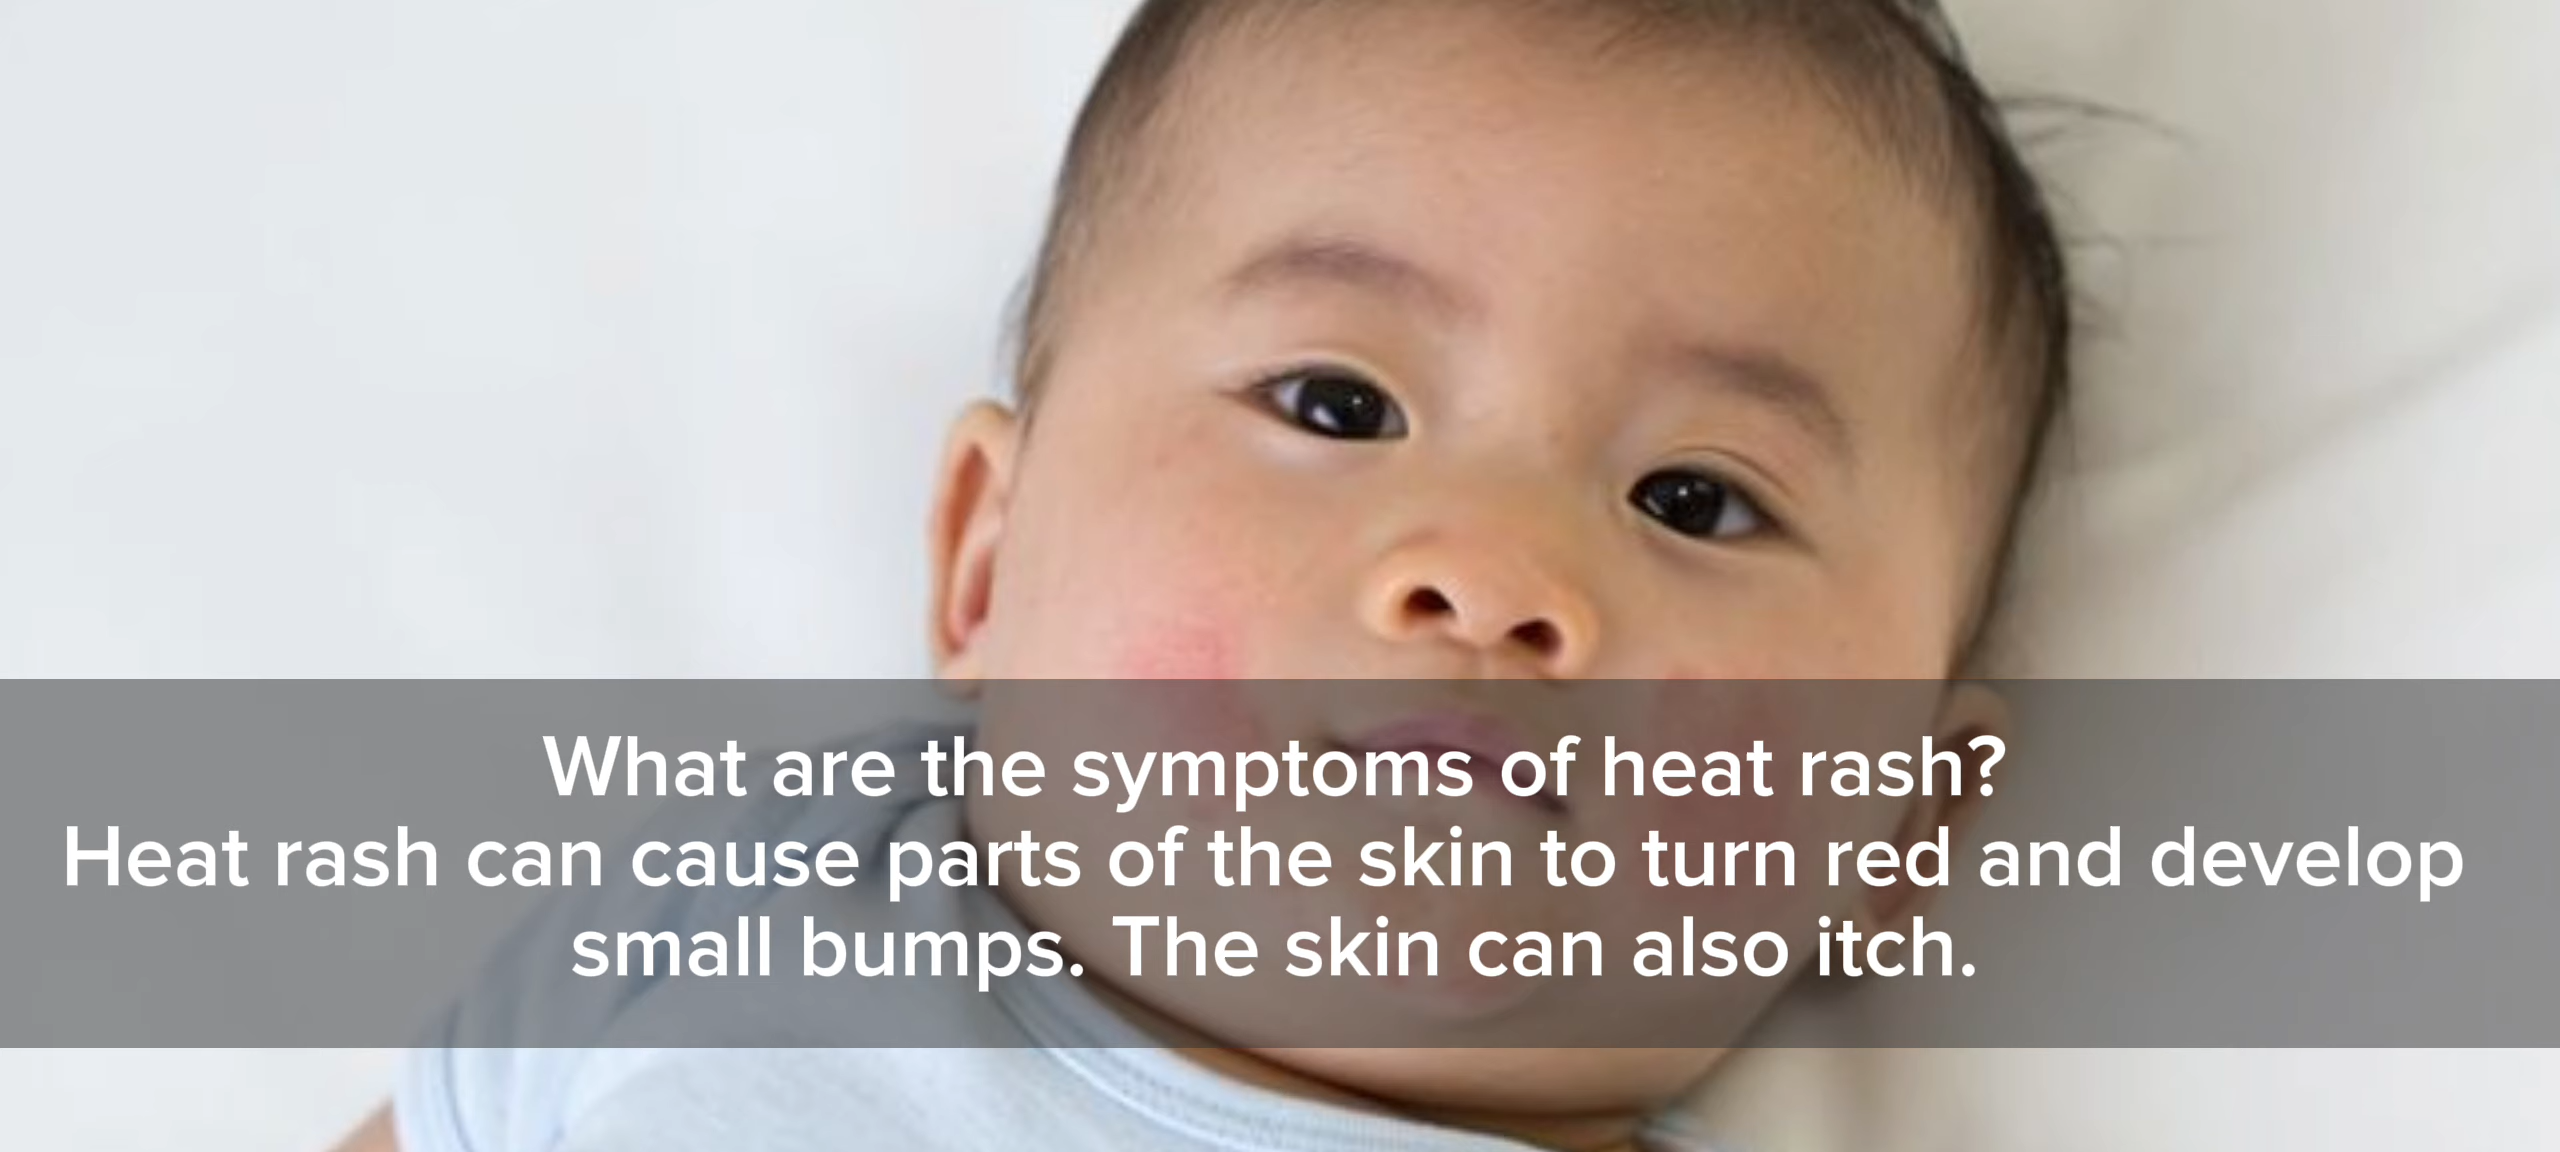 What are the symptoms of heat rash?
Heat rash can cause parts of the skin to turn red and develop
small bumps. The skin can also itch.